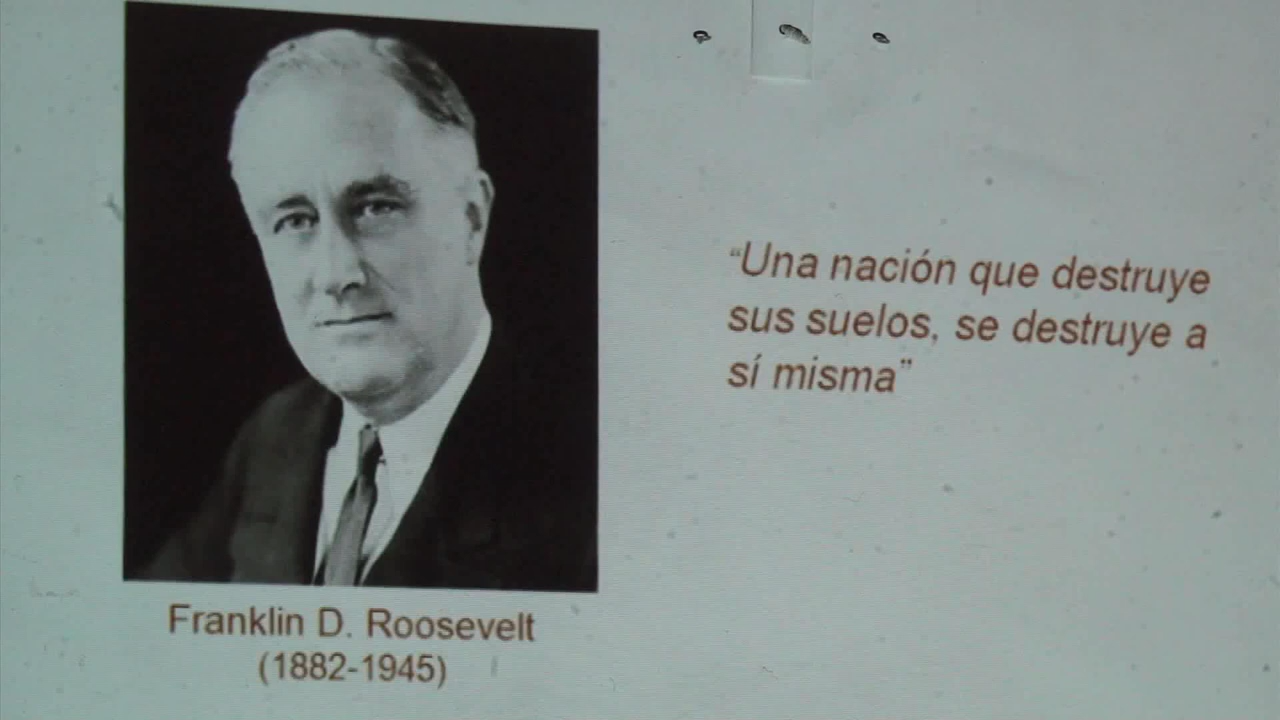 “Una nación que destruye
sus suelos, se destruye a
sí misma”
Franklin D. Roosevelt
(1882-1945)